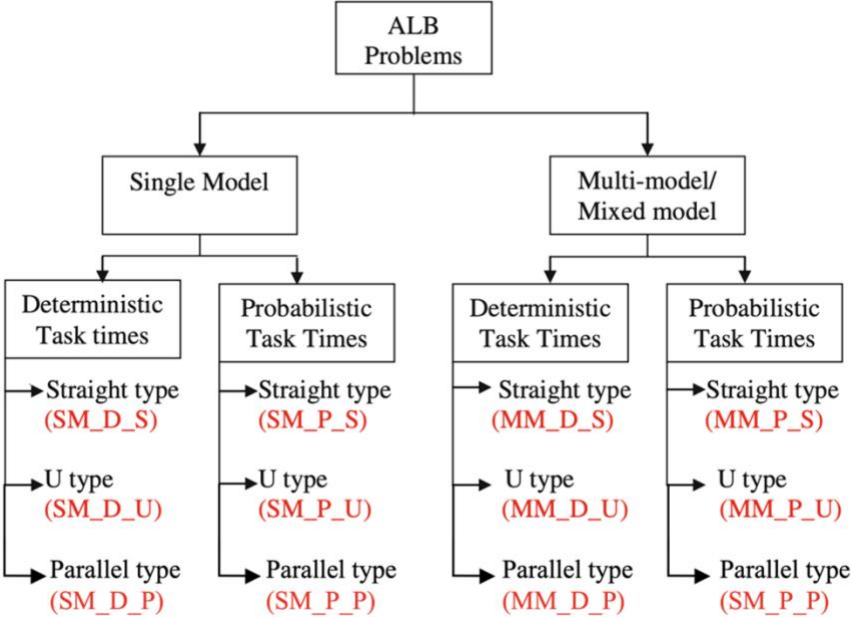 ALB
Problems
Single Model
Multi-model/
Mixed model
Deterministic
Task times
Probabilistic
Task Times
Deterministic
Task Times
Probabilistic
Task Times
Straight type
(SM_D_S)
U type
(SM_D_U)
Parallel type
(SM_D_P)
Straight type
(SM_P_S)
U type
(SM_P_U)
Parallel type
(SM_P_P)
Straight type
(MM_D_S)
U type
(MM_D_U)
Parallel type
(MM_D_P)
Straight type
(MM_P_S)
U type
(MM_P_U)
Parallel type
(SM_P_P)